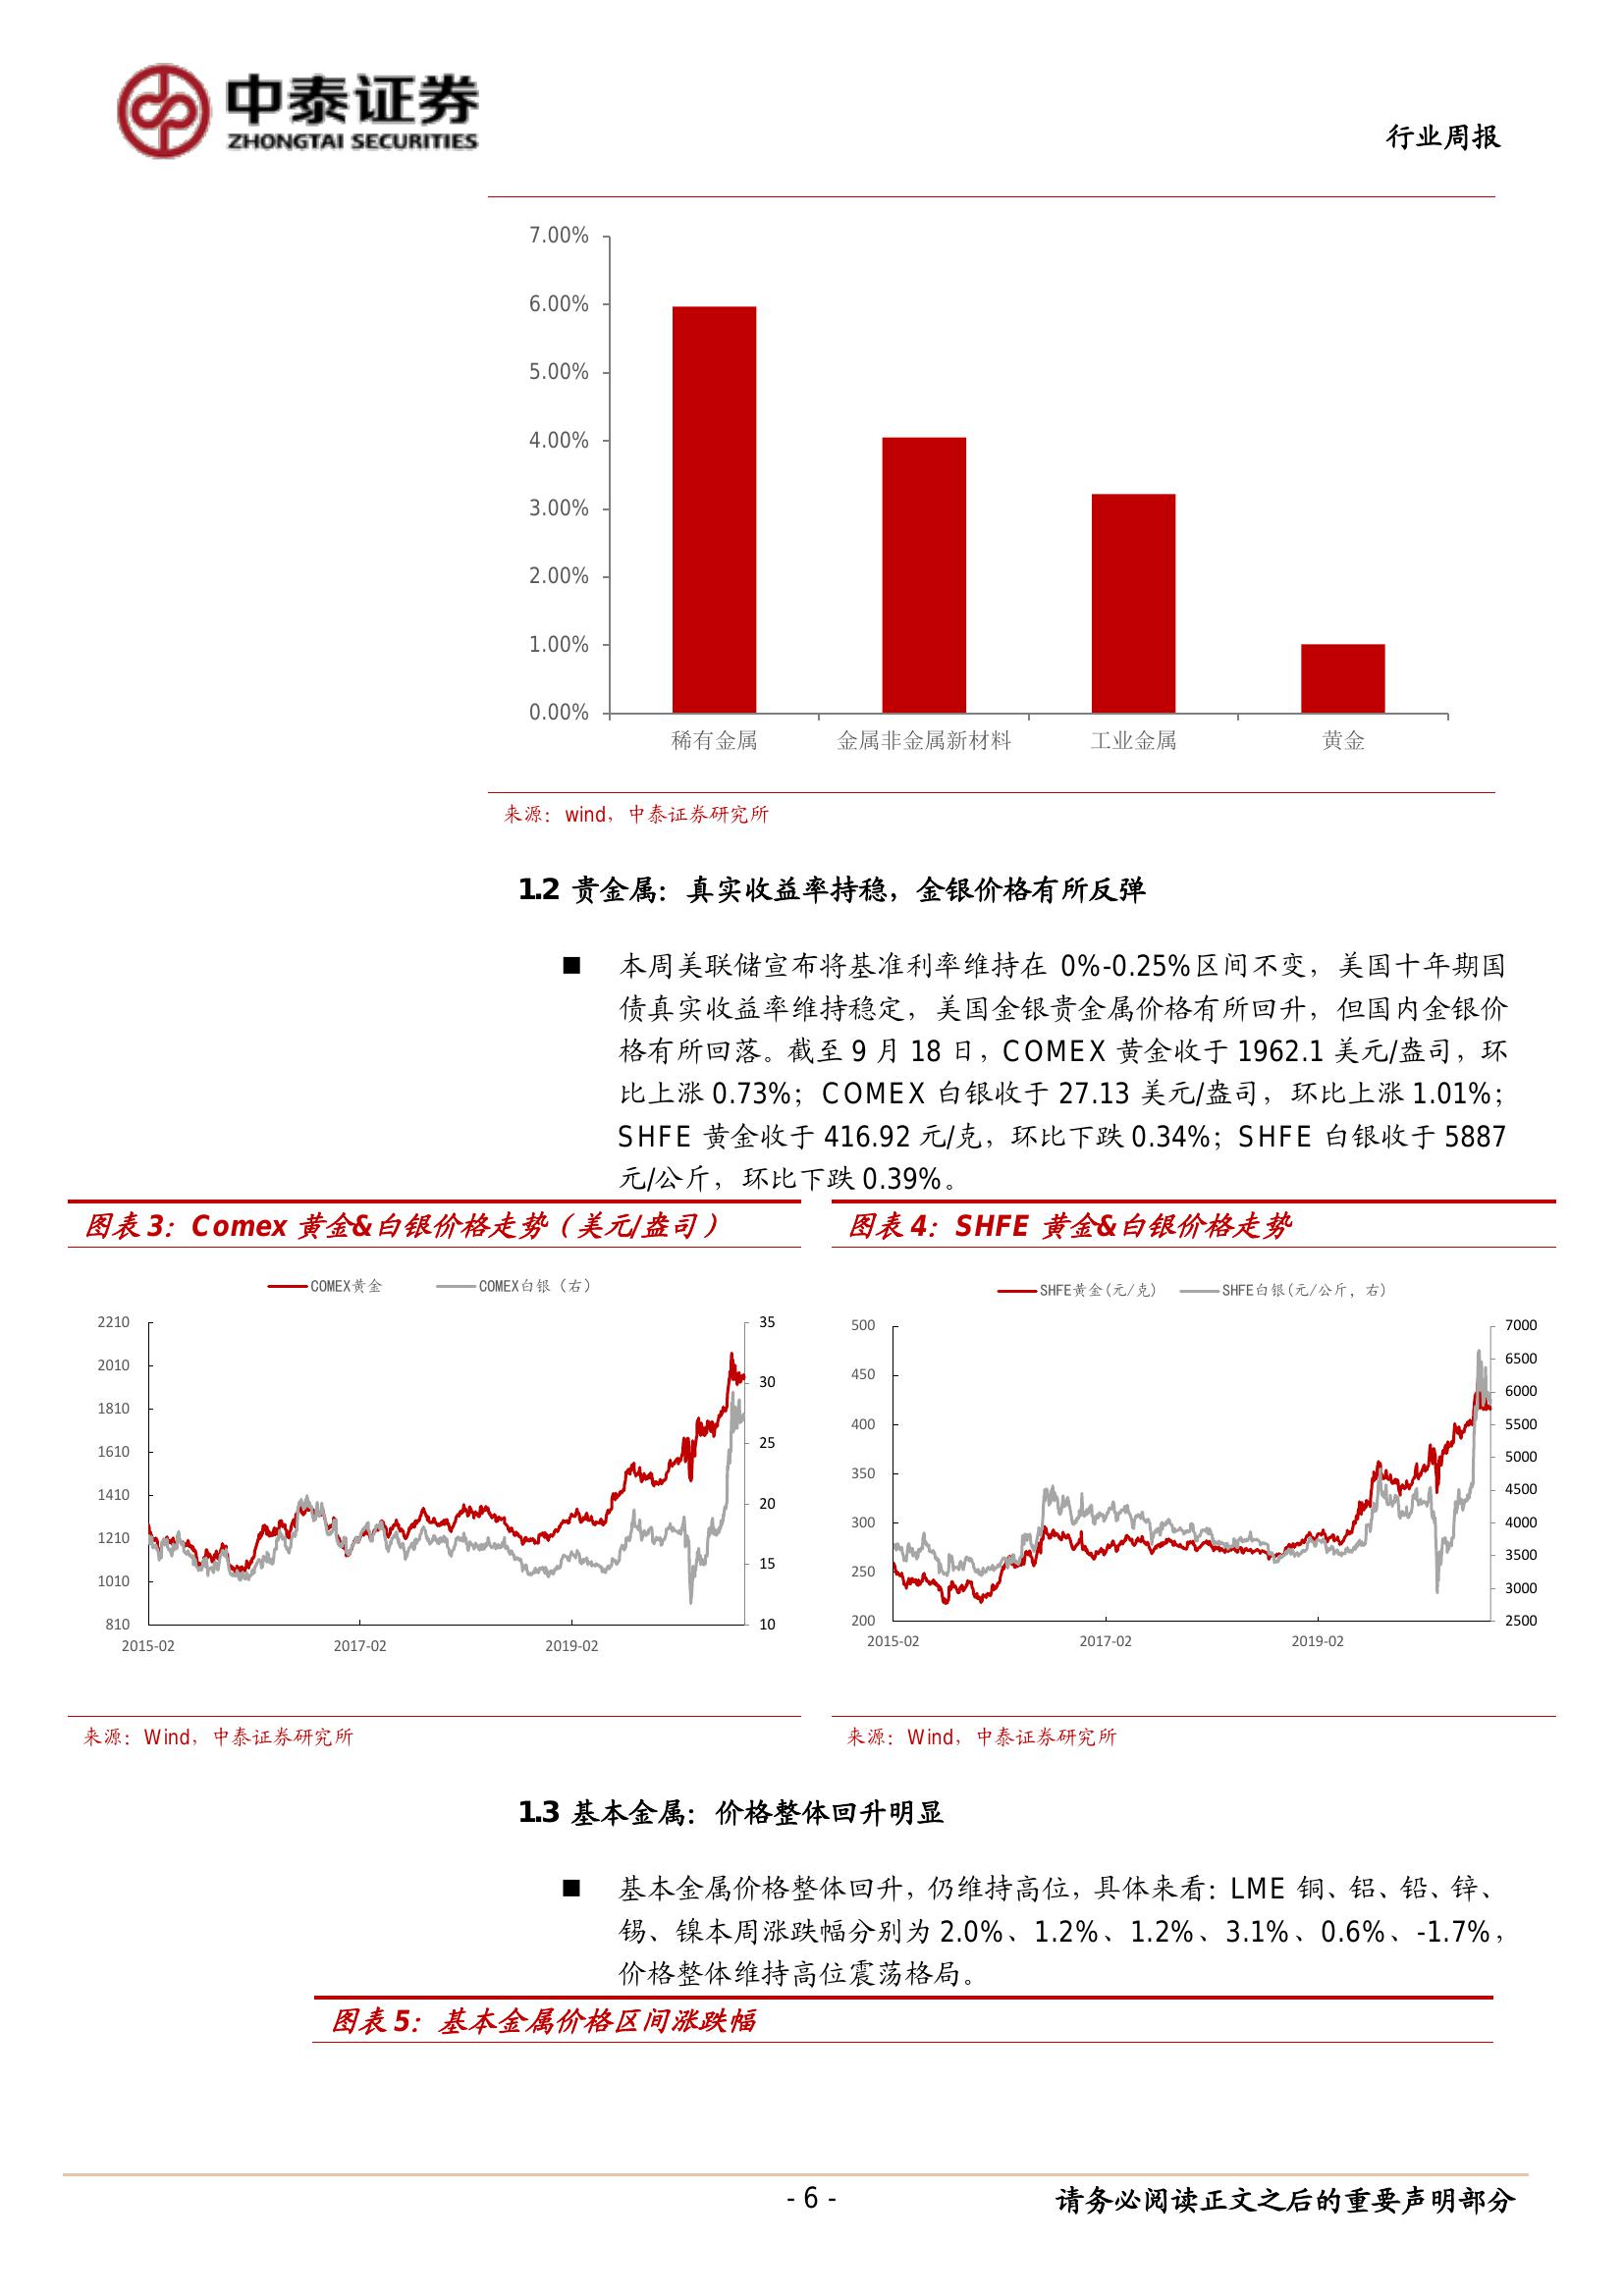 中泰证券
ZHONGTAI SECURITIES
行业周报
7.00%
6.00%
5.00%
4.00%
3.00%
2.00%
1.00%
0.00%
稀有金属 金属非金属新材料 工业金属 黄金
来源：wind，中泰证券研究所
1.2 贵金属：真实收益率持稳，金银价格有所反弹
■ 本周美联储宣布将基准利率维持在 0%-0.25%区间不变，美国十年期国
债真实收益率维持稳定，美国金银贵金属价格有所回升，但国内金银价
格有所回落。截至 9 月 18 日，COMEX 黄金收于 1962.1 美元/盎司，环
比上涨 0.73%；COMEX 白银收于 27.13 美元/盎司，环比上涨 1.01%；
SHFE 黄金收于 416.92 元/克，环比下跌 0.34%；SHFE 白银收于 5887
元/公斤，环比下跌 0.39%。
图表 3：Comex 黄金&白银价格走势（美元/盎司）
COMEX黄金 COMEX白银（右）
2210
2010
1810
1610
1410
1210
1010
810
35
30
25
20
15
10
2015-02 2017-02 2019-02
来源：Wind，中泰证券研究所
图表 4：SHFE 黄金&白银价格走势
SHFE黄金(元/克) SHFE白银(元/公斤，右)
500
450
400
350
300
250
200
7000
6500
6000
5500
5000
4500
4000
3500
3000
2500
2015-02 2017-02 2019-02
来源：Wind，中泰证券研究所
1.3 基本金属：价格整体回升明显
■ 基本金属价格整体回升，仍维持高位，具体来看：LME 铜、铝、铅、锌、
锡、镍本周涨跌幅分别为 2.0%、1.2%、1.2%、3.1%、0.6%、-1.7%，
价格整体维持高位震荡格局。
图表 5：基本金属价格区间涨跌幅
- 6 -
请务必阅读正文之后的重要声明部分